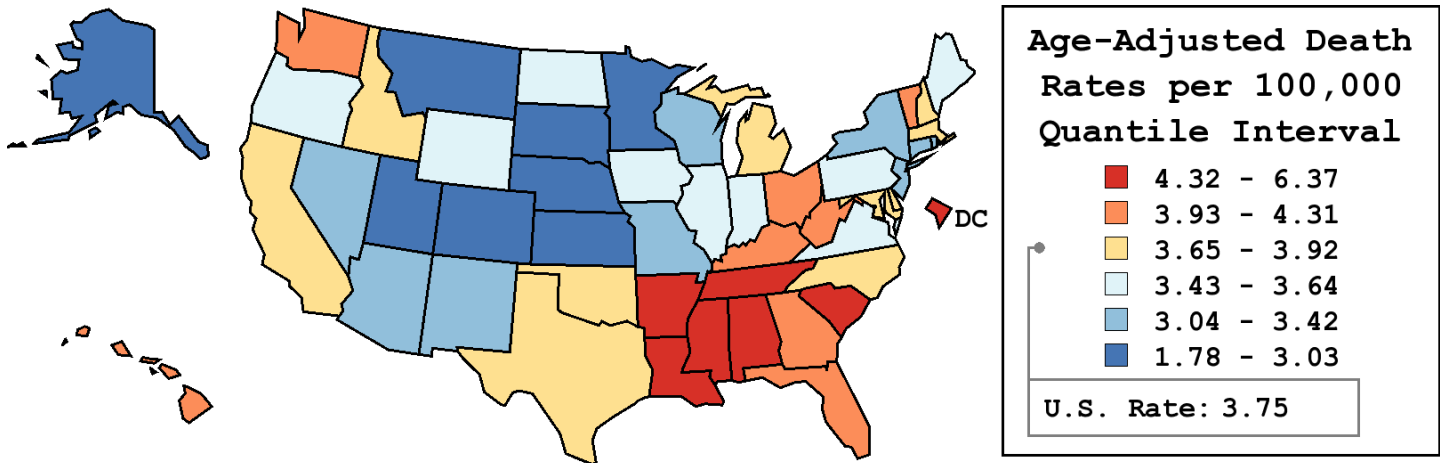 Age-Adjusted Death
Rates per 100,000
Quantile Interval
4.32 - 6.37
3.93 - 4.31
3.65 - 3.92
3.43 - 3.64
3.04 - 3.42
1.78 - 3.03
U.S. Rate: 3.75
DC